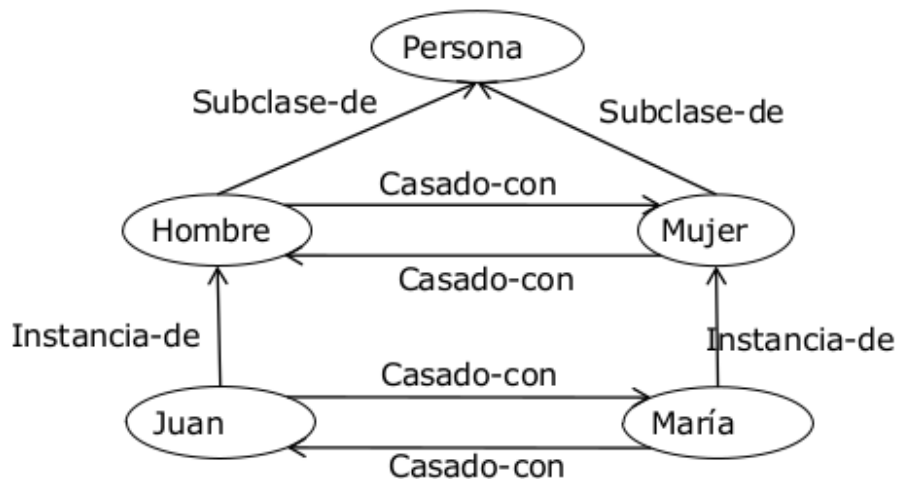 Persona
Subclase-de
Subclase-de
Casado-con
Hombre
Mujer
Casado-con
Instancia-de
Instancia-de
Casado-con
Juan
María
Casado-con